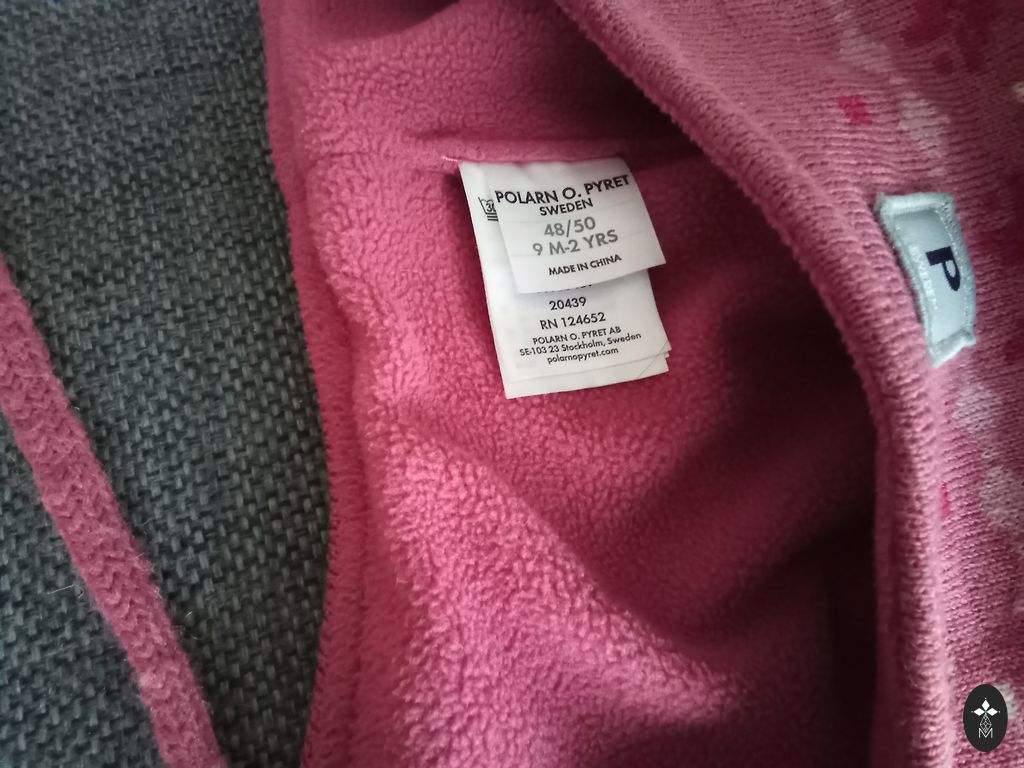 POLARN O. PYRET
SWEDEN
48/50
9 M-2 YRS
MADE IN CHINA
30
20439
RN 124652
POLARN O. PYRET AB
SE-103 23 Stockholm, Sweden
polarnopyret.com
P
M